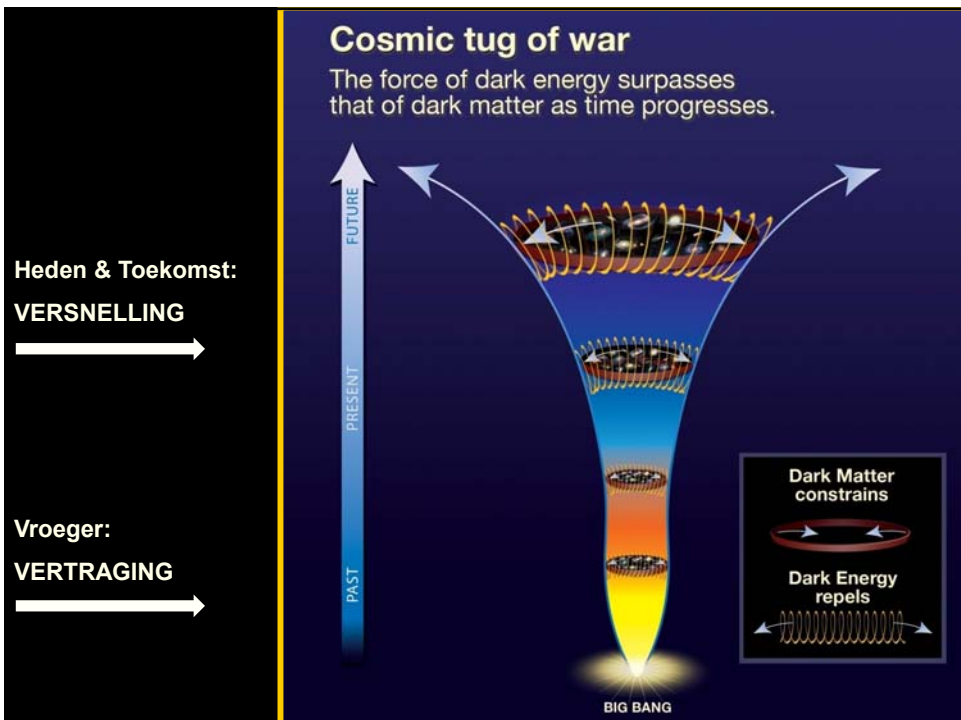 Cosmic tug of war
The force of dark energy surpasses
that of dark matter as time progresses.
FUTURE
PRESENT
PAST
Heden & Toekomst:
VERSNELLING
Vroeger:
VERTRAGING
Dark Matter
constrains
Dark Energy
repels
BIG BANG